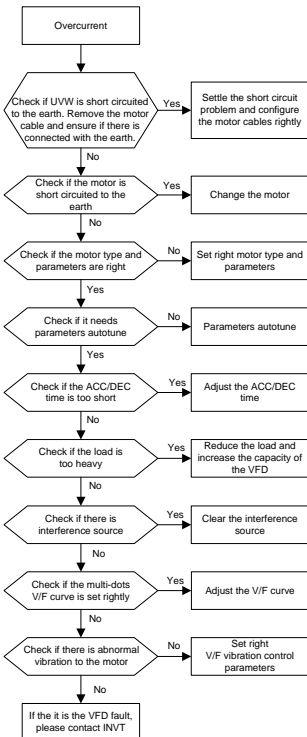 Overcurrent
Check if UVW is short circuited
to the earth. Remove the motor
cable and ensure if there is
connected with the earth.
Yes
Settle the short circuit
problem and configure
the motor cables rightly
No
Check if the motor is
short circuited to the
earth
Yes
Change the motor
No
Check if the motor type and
parameters are right
No
Set right motor type and
parameters
Yes
Check if it needs
parameters autotune
No
Parameters autotune
Yes
Check if the ACC/DEC
time is too short
Yes
Adjust the ACC/DEC
time
No
Check if the load is
too heavy
Yes
Reduce the load and
increase the capacity of
the VFD
No
Check if there is
interference source
Yes
Clear the interference
source
No
Check if the multi-dots
V/F curve is set rightly
Yes
Adjust the V/F curve
No
Check if there is abnormal
vibration to the motor
No
Set right
V/F vibration control
parameters
No
If the it is the VFD fault,
please contact INVT